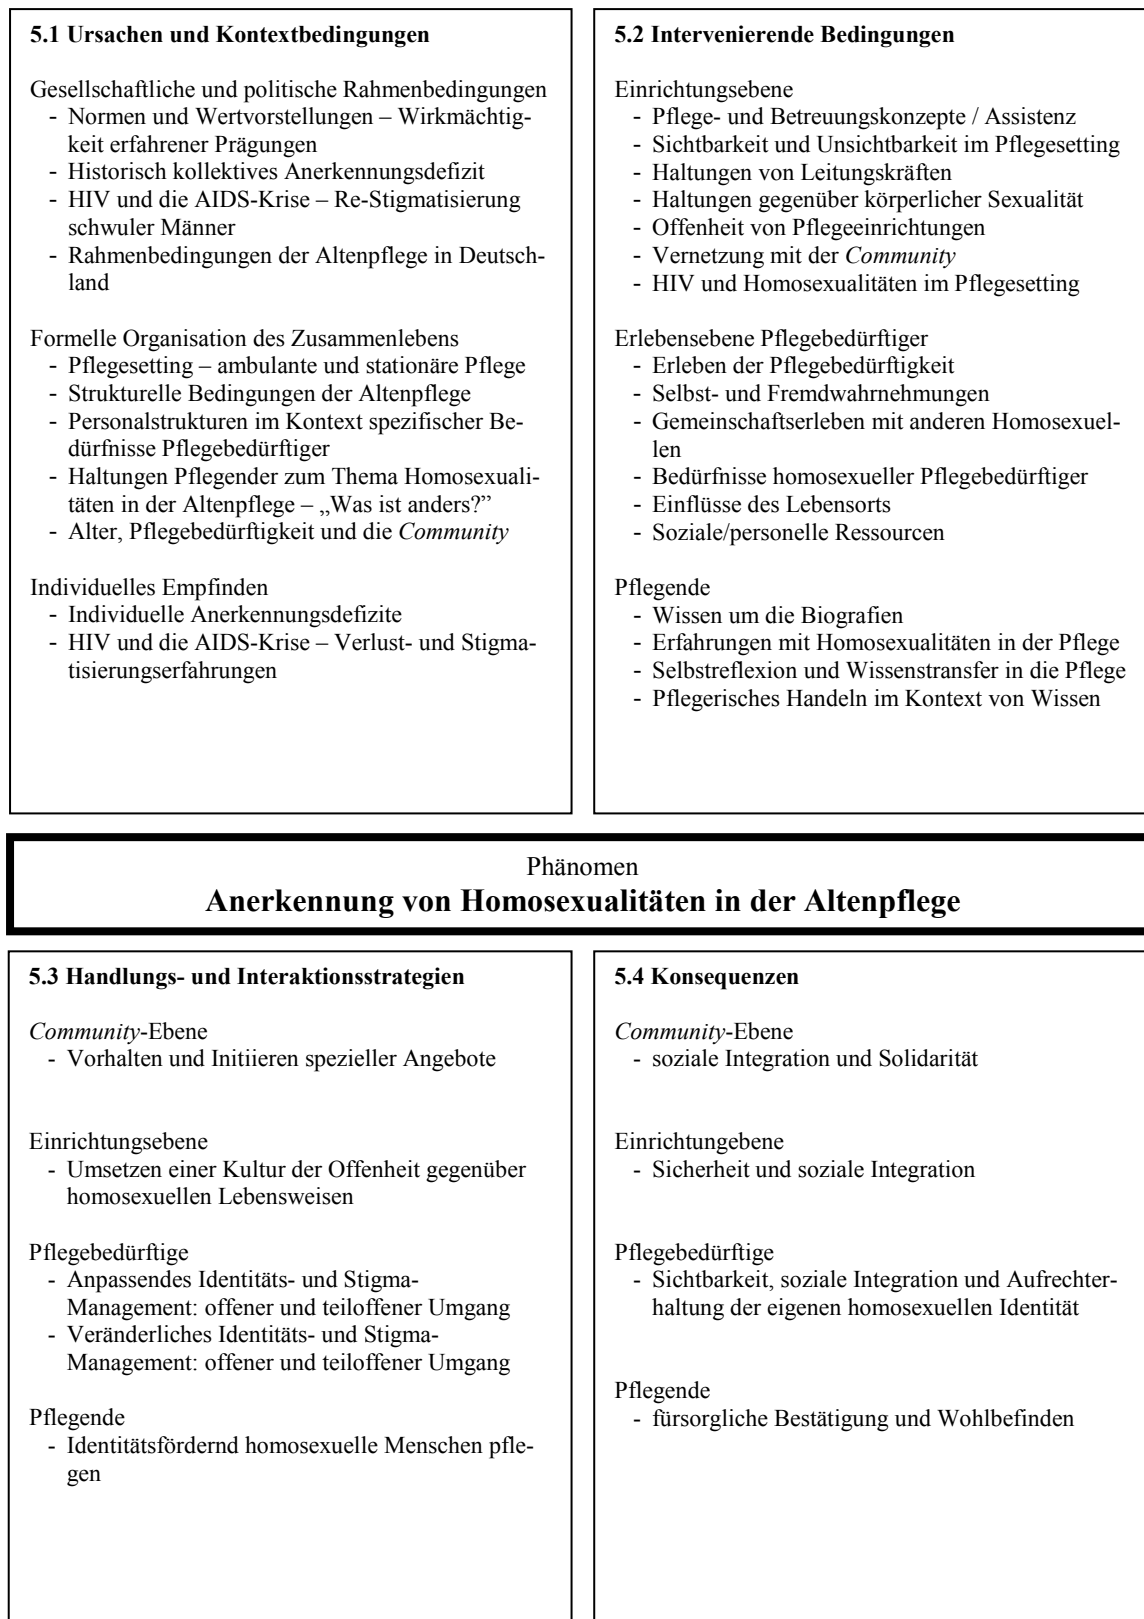 5.1 Ursachen und Kontextbedingungen
Gesellschaftliche und politische Rahmenbedingungen
- Normen und Wertvorstellungen – Wirkmächtig-
keit erfahrener Prägungen
- Historisch kollektives Anerkennungsdefizit
- HIV und die AIDS-Krise – Re-Stigmatisierung
schwuler Männer
- Rahmenbedingungen der Altenpflege in Deutsch-
land
Formelle Organisation des Zusammenlebens
- Pflegesetting – ambulante und stationäre Pflege
- Strukturelle Bedingungen der Altenpflege
- Personalstrukturen im Kontext spezifischer Be-
dürfnisse Pflegebedürftiger
- Haltungen Pflegender zum Thema Homosexuali-
täten in der Altenpflege – „Was ist anders?”
- Alter, Pflegebedürftigkeit und die Community
Individuelles Empfinden
- Individuelle Anerkennungsdefizite
- HIV und die AIDS-Krise – Verlust- und Stigma-
tisierungserfahrungen
5.2 Intervenierende Bedingungen
Einrichtungsebene
- Pflege- und Betreuungskonzepte / Assistenz
- Sichtbarkeit und Unsichtbarkeit im Pflegesetting
- Haltungen von Leitungskräften
- Haltungen gegenüber körperlicher Sexualität
- Offenheit von Pflegeeinrichtungen
- Vernetzung mit der Community
- HIV und Homosexualitäten im Pflegesetting
Erlebensebene Pflegebedürftiger
- Erleben der Pflegebedürftigkeit
- Selbst- und Fremdwahrnehmungen
- Gemeinschaftserleben mit anderen Homosexuel-
len
- Bedürfnisse homosexueller Pflegebedürftiger
- Einflüsse des Lebensorts
- Soziale/personelle Ressourcen
Pflegende
- Wissen um die Biografien
- Erfahrungen mit Homosexualitäten in der Pflege
- Selbstreflexion und Wissenstransfer in die Pflege
- Pflegerisches Handeln im Kontext von Wissen
Phänomen
Anerkennung von Homosexualitäten in der Altenpflege
5.3 Handlungs- und Interaktionsstrategien
Community-Ebene
- Vorhalten und Initiieren spezieller Angebote
Einrichtungsebene
- Umsetzen einer Kultur der Offenheit gegenüber
homosexuellen Lebensweisen
Pflegebedürftige
- Anpassendes Identitäts- und Stigma-
Management: offener und teiloffener Umgang
- Veränderliches Identitäts- und Stigma-
Management: offener und teiloffener Umgang
Pflegende
- Identitätsfördernd homosexuelle Menschen pfle-
gen
5.4 Konsequenzen
Community-Ebene
- soziale Integration und Solidarität
Einrichtungebene
- Sicherheit und soziale Integration
Pflegebedürftige
- Sichtbarkeit, soziale Integration und Aufrechter-
haltung der eigenen homosexuellen Identität
Pflegende
- fürsorgliche Bestätigung und Wohlbefinden